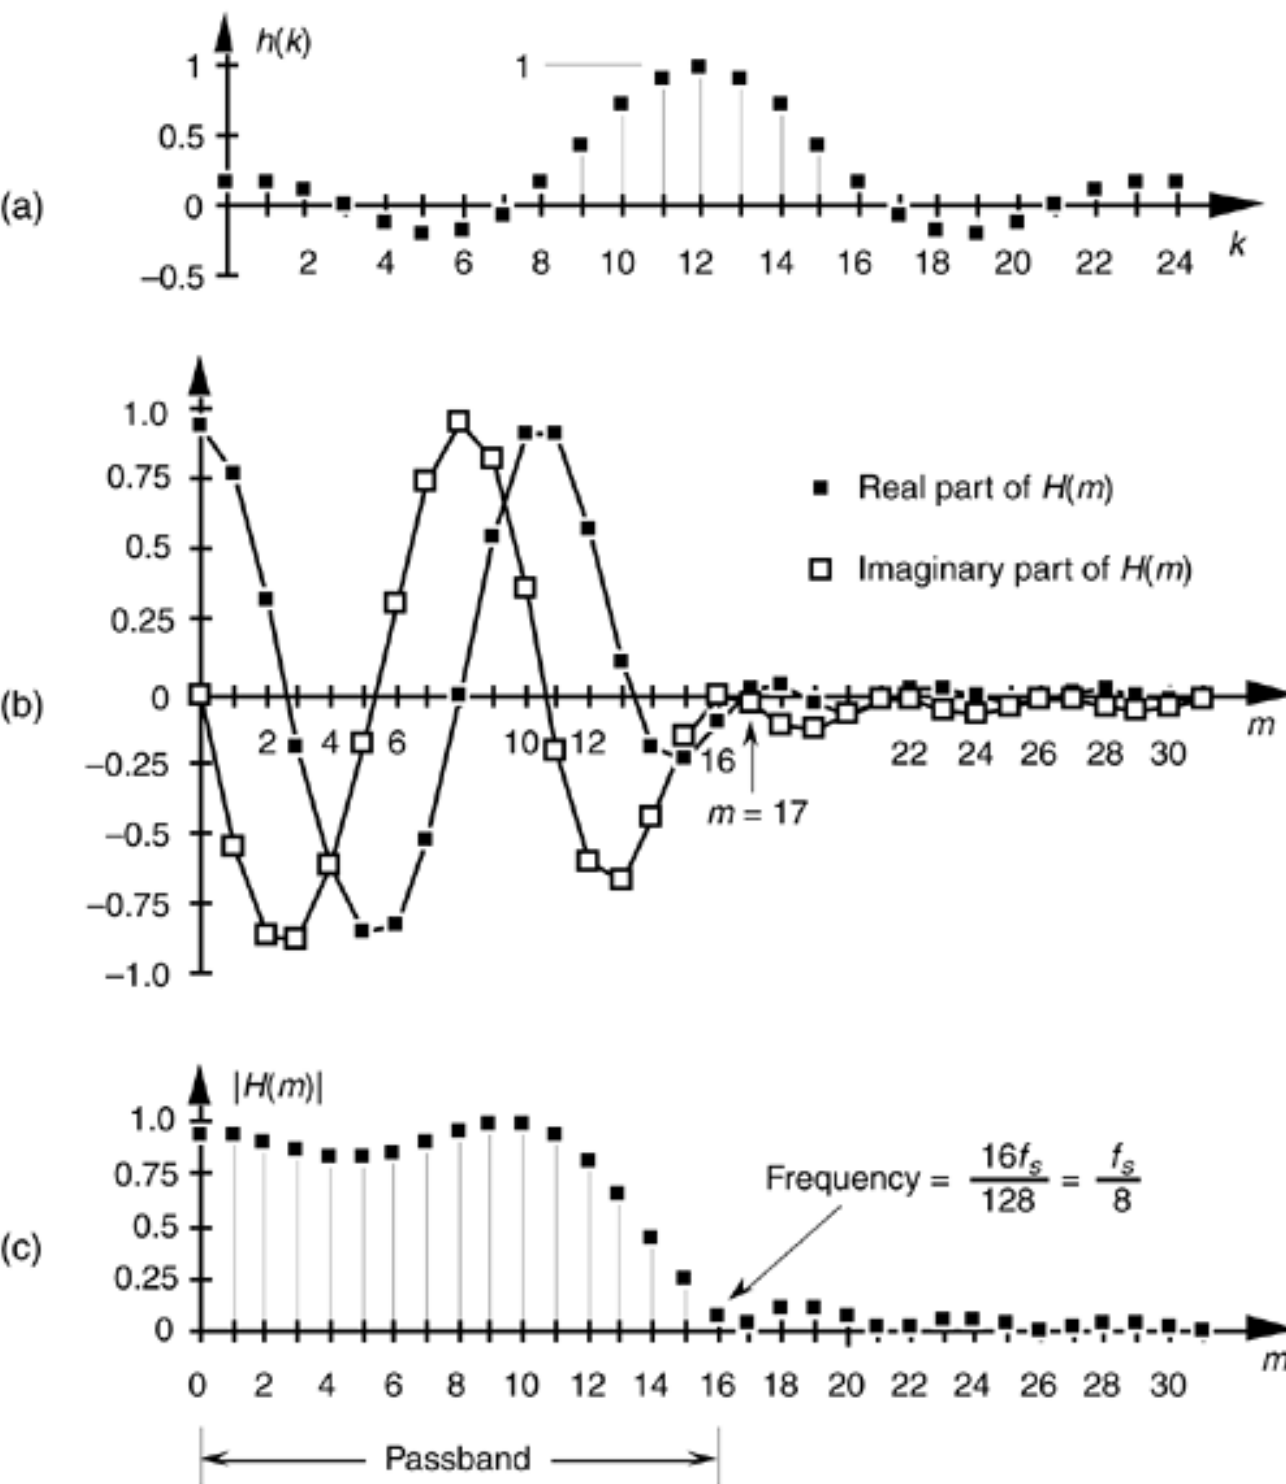 h(k)
1
1
0.5
(a)
0
−0.5
2 4 6 8 10 12 14 16 18 20 22 24
k
1.0
0.75
0.5
0.25
Real part of H(m)
Imaginary part of H(m)
(b)
0
m
2 4 6 10 12 16 22 24 26 28 30
−0.25
m = 17
−0.5
−0.75
−1.0
|H(m)|
1.0
0.75
Frequency = 16fs/128 = fs/8
0.5
(c)
0.25
0
m
0 2 4 6 8 10 12 14 16 18 20 22 24 26 28 30
Passband